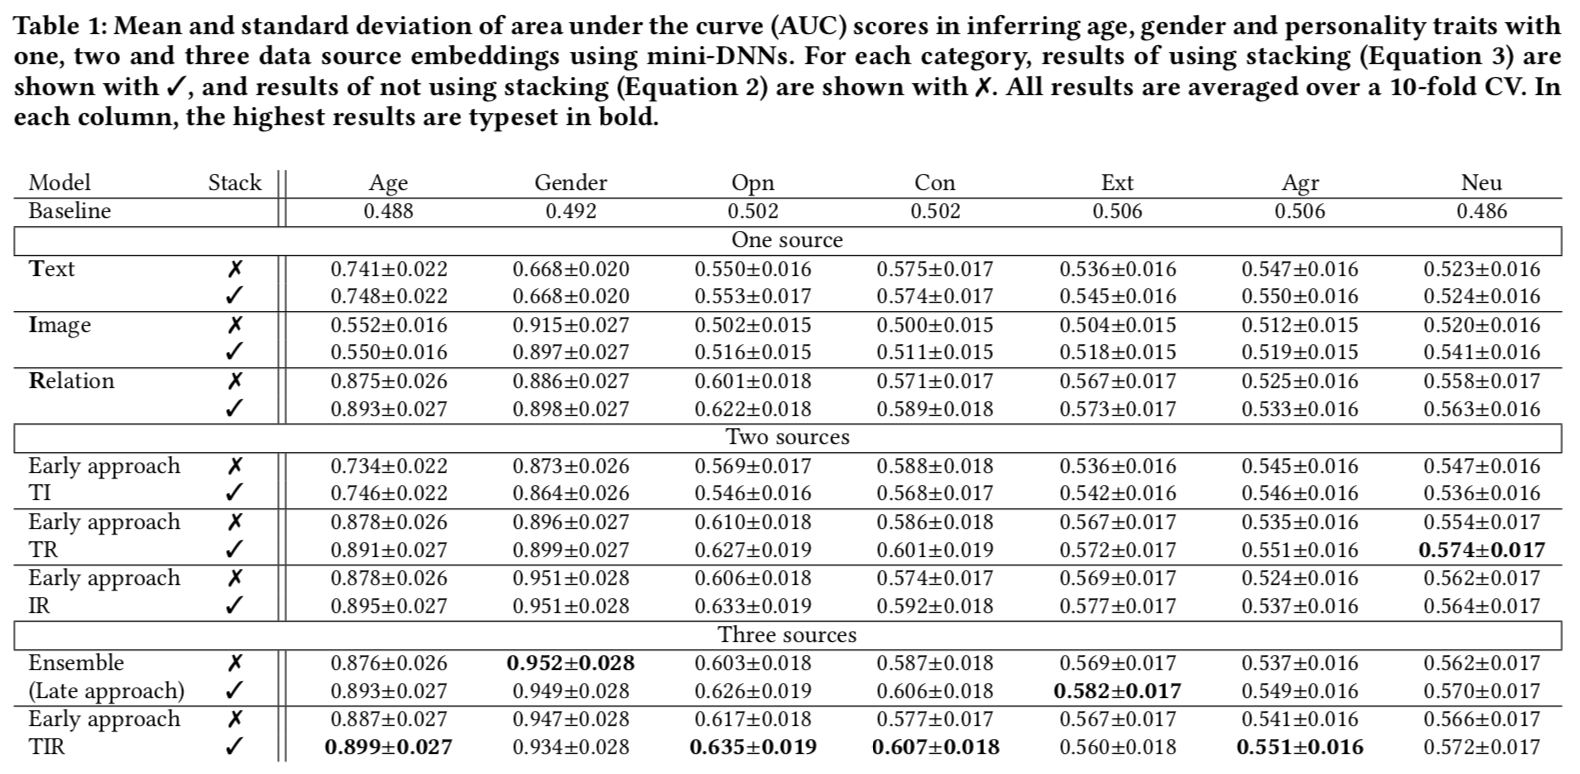 Table 1: Mean and standard deviation of area under the curve (AUC) scores in inferring age, gender and personality traits with
one, two and three data source embeddings using mini-DNNs. For each category, results of using stacking (Equation 3) are
shown with ✓, and results of not using stacking (Equation 2) are shown with ✗. All results are averaged over a 10-fold CV. In
each column, the highest results are typeset in bold.
Model Stack Age Gender Opn Con Ext Agr Neu
Baseline 0.488 0.492 0.502 0.502 0.506 0.506 0.486
One source
Text ✗ 0.741±0.022 0.668±0.020 0.550±0.016 0.575±0.017 0.536±0.016 0.547±0.016 0.523±0.016
✓ 0.748±0.022 0.668±0.020 0.553±0.017 0.574±0.017 0.545±0.016 0.550±0.016 0.524±0.016
Image ✗ 0.552±0.016 0.915±0.027 0.502±0.015 0.500±0.015 0.504±0.015 0.512±0.015 0.520±0.016
✓ 0.550±0.016 0.897±0.027 0.516±0.015 0.511±0.015 0.518±0.015 0.519±0.015 0.541±0.016
Relation ✗ 0.875±0.026 0.886±0.027 0.601±0.018 0.571±0.017 0.567±0.017 0.525±0.016 0.558±0.017
✓ 0.893±0.027 0.898±0.027 0.622±0.018 0.589±0.018 0.573±0.017 0.533±0.016 0.563±0.016
Two sources
Early approach ✗ 0.734±0.022 0.873±0.026 0.569±0.017 0.588±0.018 0.536±0.016 0.545±0.016 0.547±0.016
TI ✓ 0.746±0.022 0.864±0.026 0.546±0.016 0.568±0.017 0.542±0.016 0.546±0.016 0.536±0.016
Early approach ✗ 0.878±0.026 0.896±0.027 0.610±0.018 0.586±0.018 0.567±0.017 0.535±0.016 0.554±0.017
TR ✓ 0.891±0.027 0.899±0.027 0.627±0.019 0.601±0.019 0.572±0.017 0.551±0.016 0.574±0.017
Early approach ✗ 0.878±0.026 0.951±0.028 0.606±0.018 0.574±0.017 0.569±0.017 0.524±0.016 0.562±0.017
IR ✓ 0.895±0.027 0.951±0.028 0.633±0.019 0.592±0.018 0.577±0.017 0.537±0.016 0.564±0.017
Three sources
Ensemble ✗ 0.876±0.026 0.952±0.028 0.603±0.018 0.587±0.018 0.569±0.017 0.537±0.016 0.562±0.017
(Late approach) ✓ 0.893±0.027 0.949±0.028 0.626±0.019 0.606±0.018 0.582±0.017 0.549±0.016 0.570±0.017
Early approach ✗ 0.887±0.027 0.947±0.028 0.617±0.018 0.577±0.017 0.567±0.017 0.541±0.016 0.566±0.017
TIR ✓ 0.899±0.027 0.934±0.028 0.635±0.019 0.607±0.018 0.560±0.018 0.551±0.016 0.572±0.017